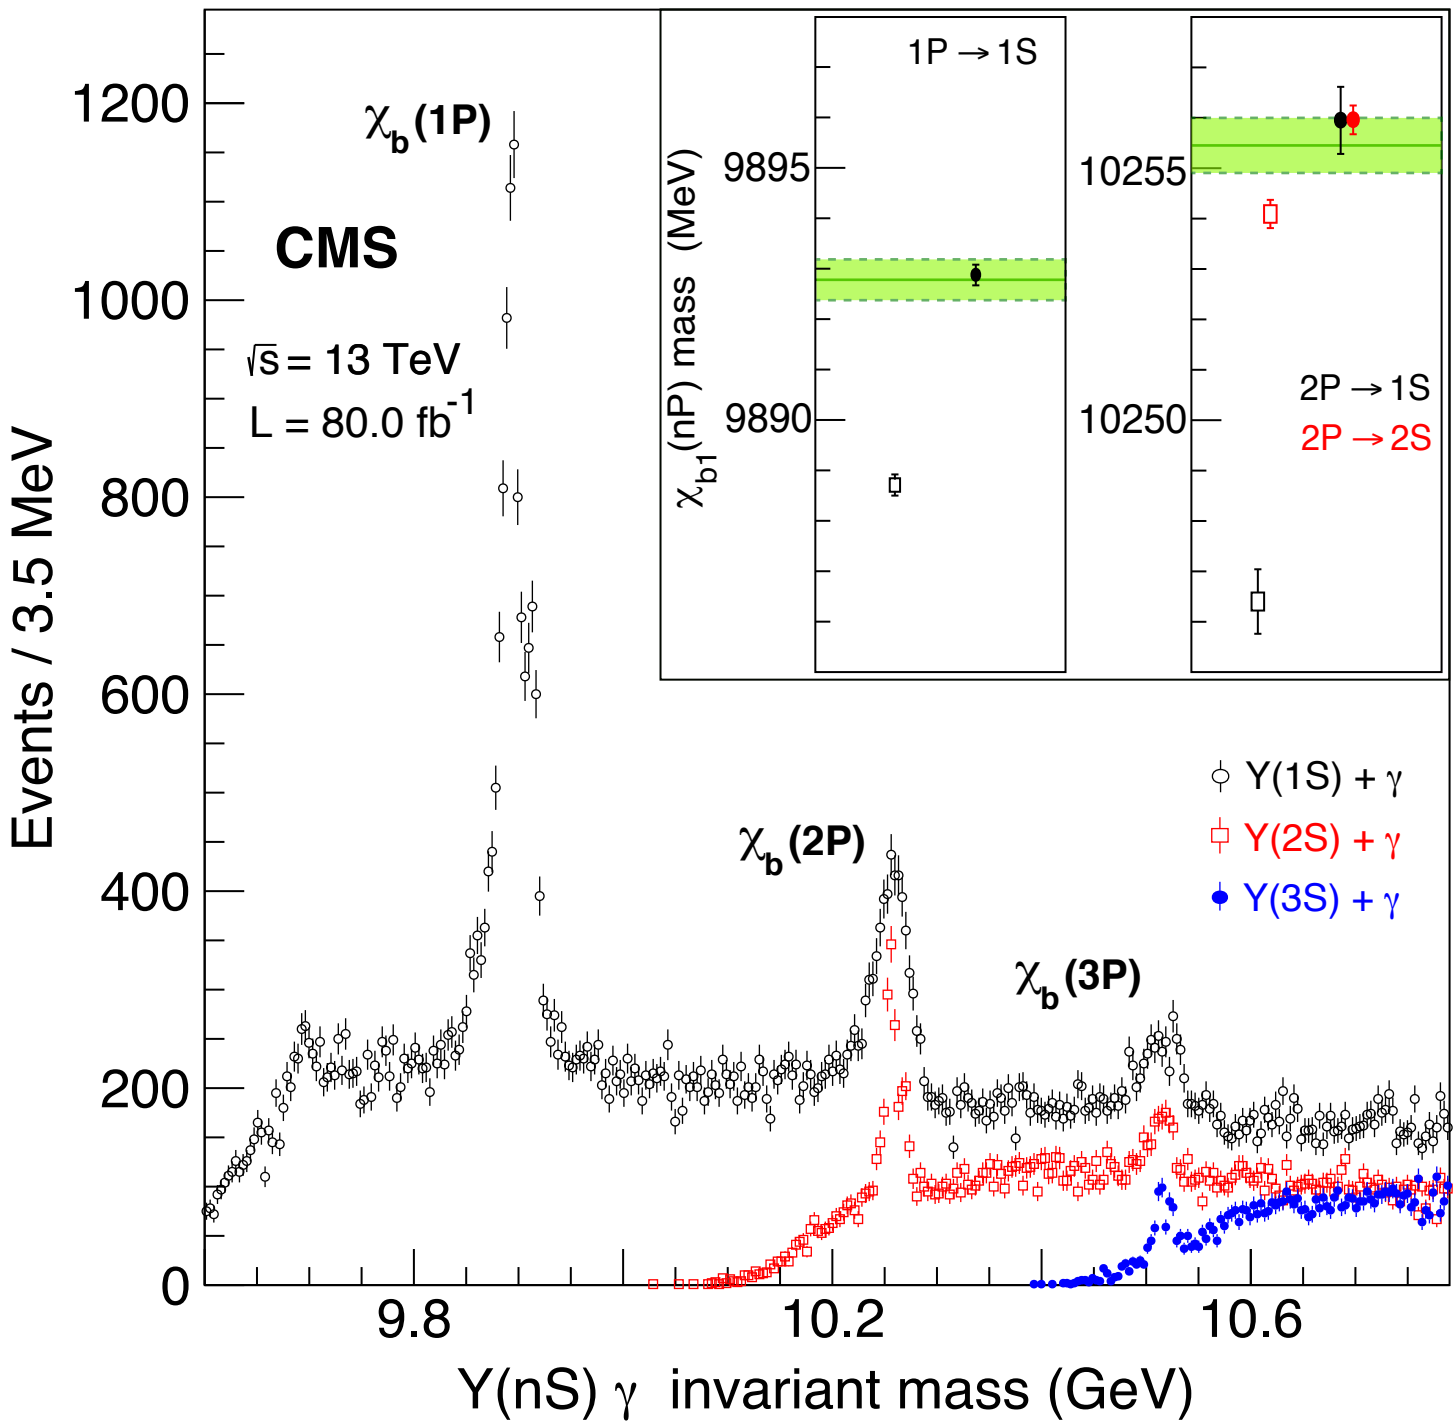 Events / 3.5 MeV
1200
1000
800
600
400
200
0
χb(1P)
CMS
√s = 13 TeV
L = 80.0 fb-1
χb1(nP) mass (MeV)
1P → 1S
9895
9890
10255
10250
2P → 1S
2P → 2S
Y(1S) + γ
Y(2S) + γ
Y(3S) + γ
χb(2P)
χb(3P)
9.8
10.2
10.6
Y(nS) γ invariant mass (GeV)